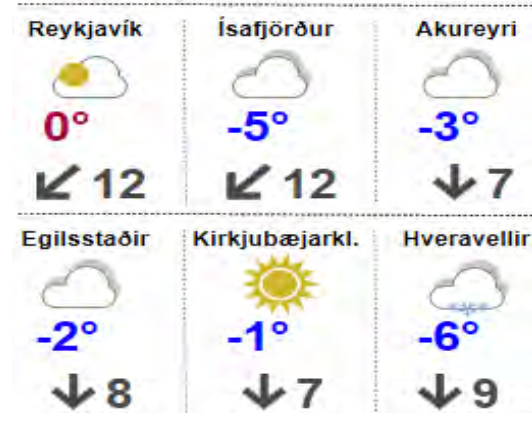 Reykjavík Ísafjörður Akureyri
0° -5° -3°
12 12 7
Egilsstaðir Kirkjubæjarkl. Hveravellir
-2° -1° -6°
8 7 9